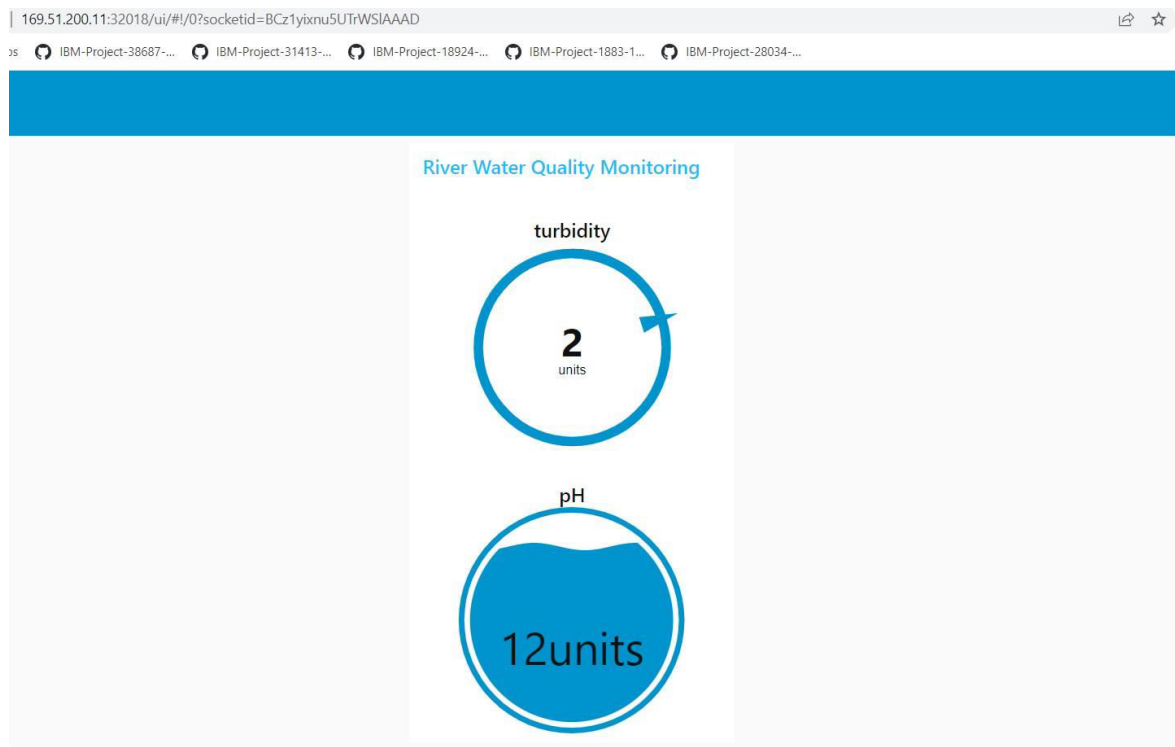 169.51.200.11:32018/ui/#!/0?socketid=BCz1yixnu5UTrWSlAAAD
IBM-Project-38687-... IBM-Project-31413-... IBM-Project-18924-... IBM-Project-1883-1... IBM-Project-28034-...
River Water Quality Monitoring
turbidity
2
units
pH
12units